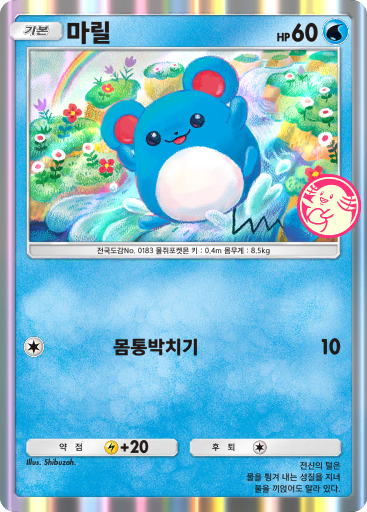 기본 마릴 HP 60
전국도감No. 0183 물쥐포켓몬 키 : 0.4m 몸무게 : 8.5kg
몸통박치기 10
약점 +20 후퇴
Illus. Shibuzoh.
전신의 털은
물을 튕겨 내는 성질을 지녀
물을 끼얹어도 말라 있다.